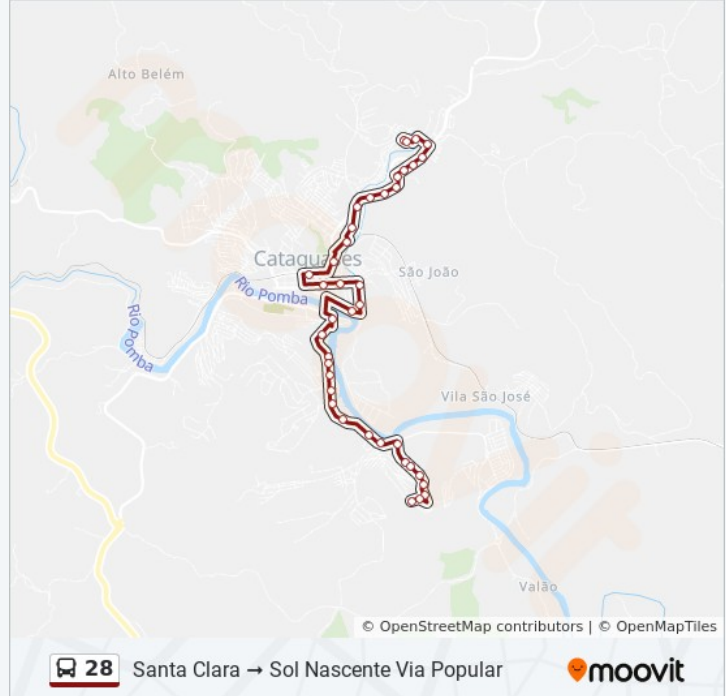 Alto Belém
Cataguases
São João
Rio Pomba
Rio Pomba
Vila São José
Valão
© OpenStreetMap contributors | © OpenMapTiles
28 Santa Clara → Sol Nascente Via Popular
moovit